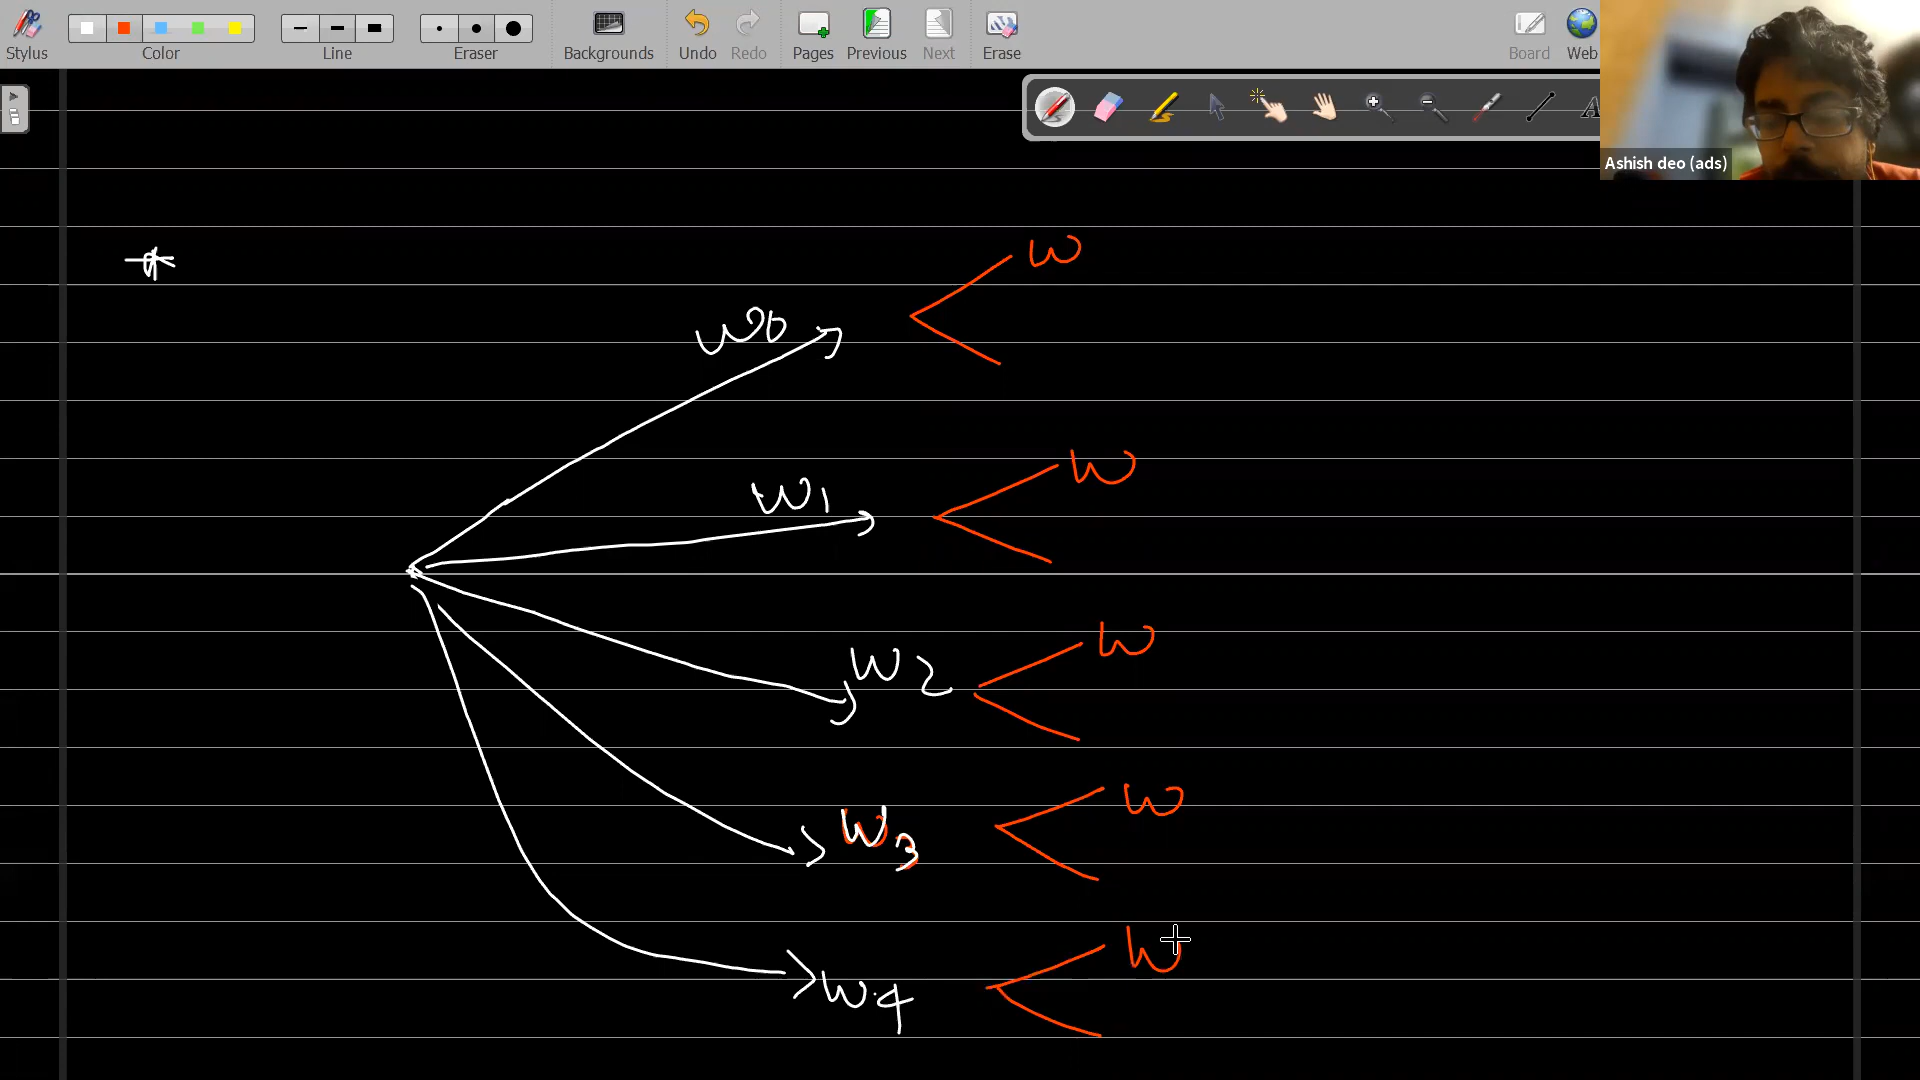 Stylus
Color
Line
Eraser
Backgrounds
Undo
Redo
Pages
Previous
Next
Erase
Board
Web
A
Ashish deo (ads)
W
W0
W
W1
W
W2
W
W3
W
W4